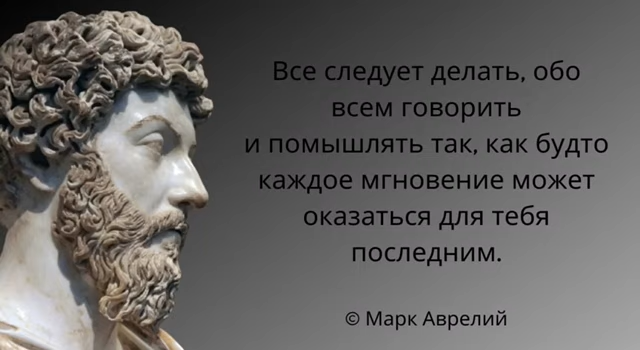 Все следует делать, обо
всем говорить
и помышлять так, как будто
каждое мгновение может
оказаться для тебя
последним.
© Марк Аврелий